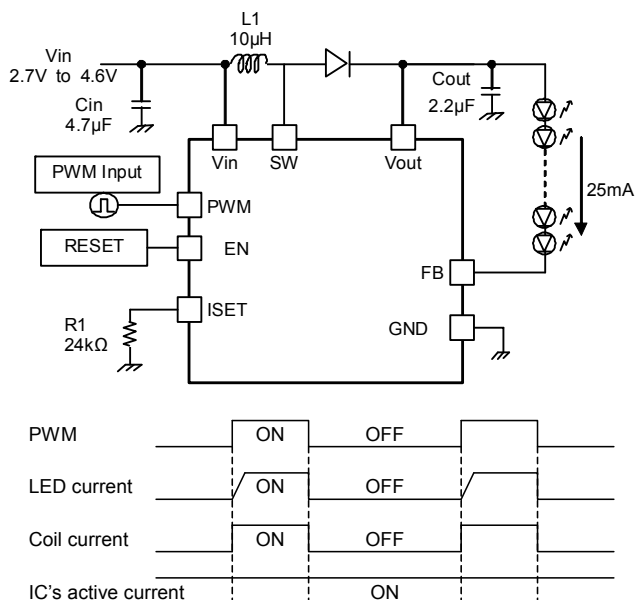 L1
10µH
Vin
2.7V to 4.6V
Cin
4.7µF
Cout
2.2µF
Vin
SW
Vout
PWM Input
PWM
25mA
RESET
EN
FB
ISET
R1
24kΩ
GND
PWM
ON
OFF
LED current
ON
OFF
Coil current
ON
OFF
IC's active current
ON